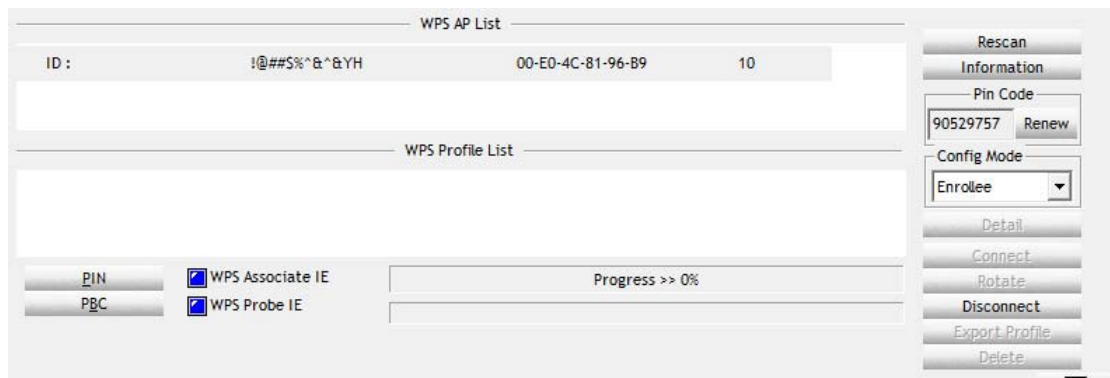 WPS AP List
ID : !@##$%^&^&YH 00-E0-4C-81-96-B9 10
WPS Profile List
PIN
PBC
WPS Associate IE
WPS Probe IE
Progress >> 0%
Rescan
Information
Pin Code
90529757 Renew
Config Mode
Enrollee
Detail
Connect
Rotate
Disconnect
Export Profile
Delete